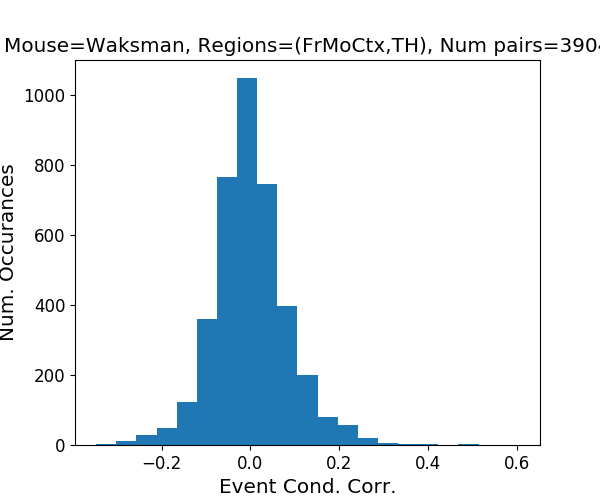 Mouse=Waksman, Regions=(FrMoCtx,TH), Num pairs=3904
1000
800
600
400
200
0
Num. Occurances
−0.2 0.0 0.2 0.4 0.6
Event Cond. Corr.